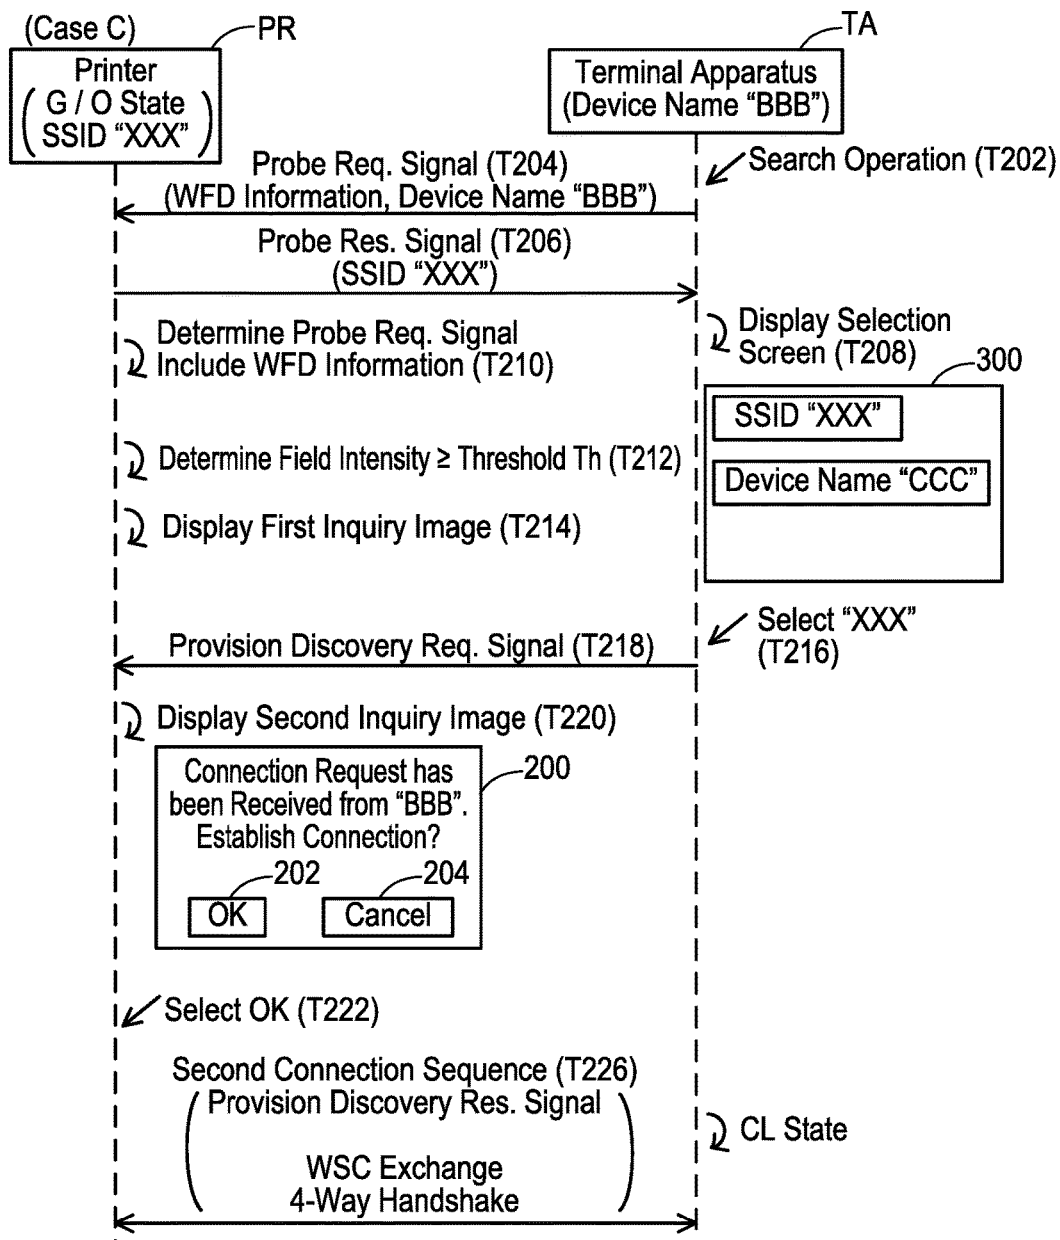 (Case C)
PR
TA
Printer
G / O State
SSID “XXX”
Terminal Apparatus
(Device Name “BBB”)
Search Operation (T202)
Probe Req. Signal (T204)
(WFD Information, Device Name “BBB”)
Probe Res. Signal (T206)
(SSID “XXX”)
Determine Probe Req. Signal
Include WFD Information (T210)
Display Selection
Screen (T208)
300
SSID “XXX”
Device Name “CCC”
Determine Field Intensity ≥ Threshold Th (T212)
Display First Inquiry Image (T214)
Select “XXX”
(T216)
Provision Discovery Req. Signal (T218)
Display Second Inquiry Image (T220)
200
Connection Request has
been Received from “BBB”.
Establish Connection?
202
204
OK
Cancel
Select OK (T222)
Second Connection Sequence (T226)
Provision Discovery Res. Signal
WSC Exchange
4-Way Handshake
CL State